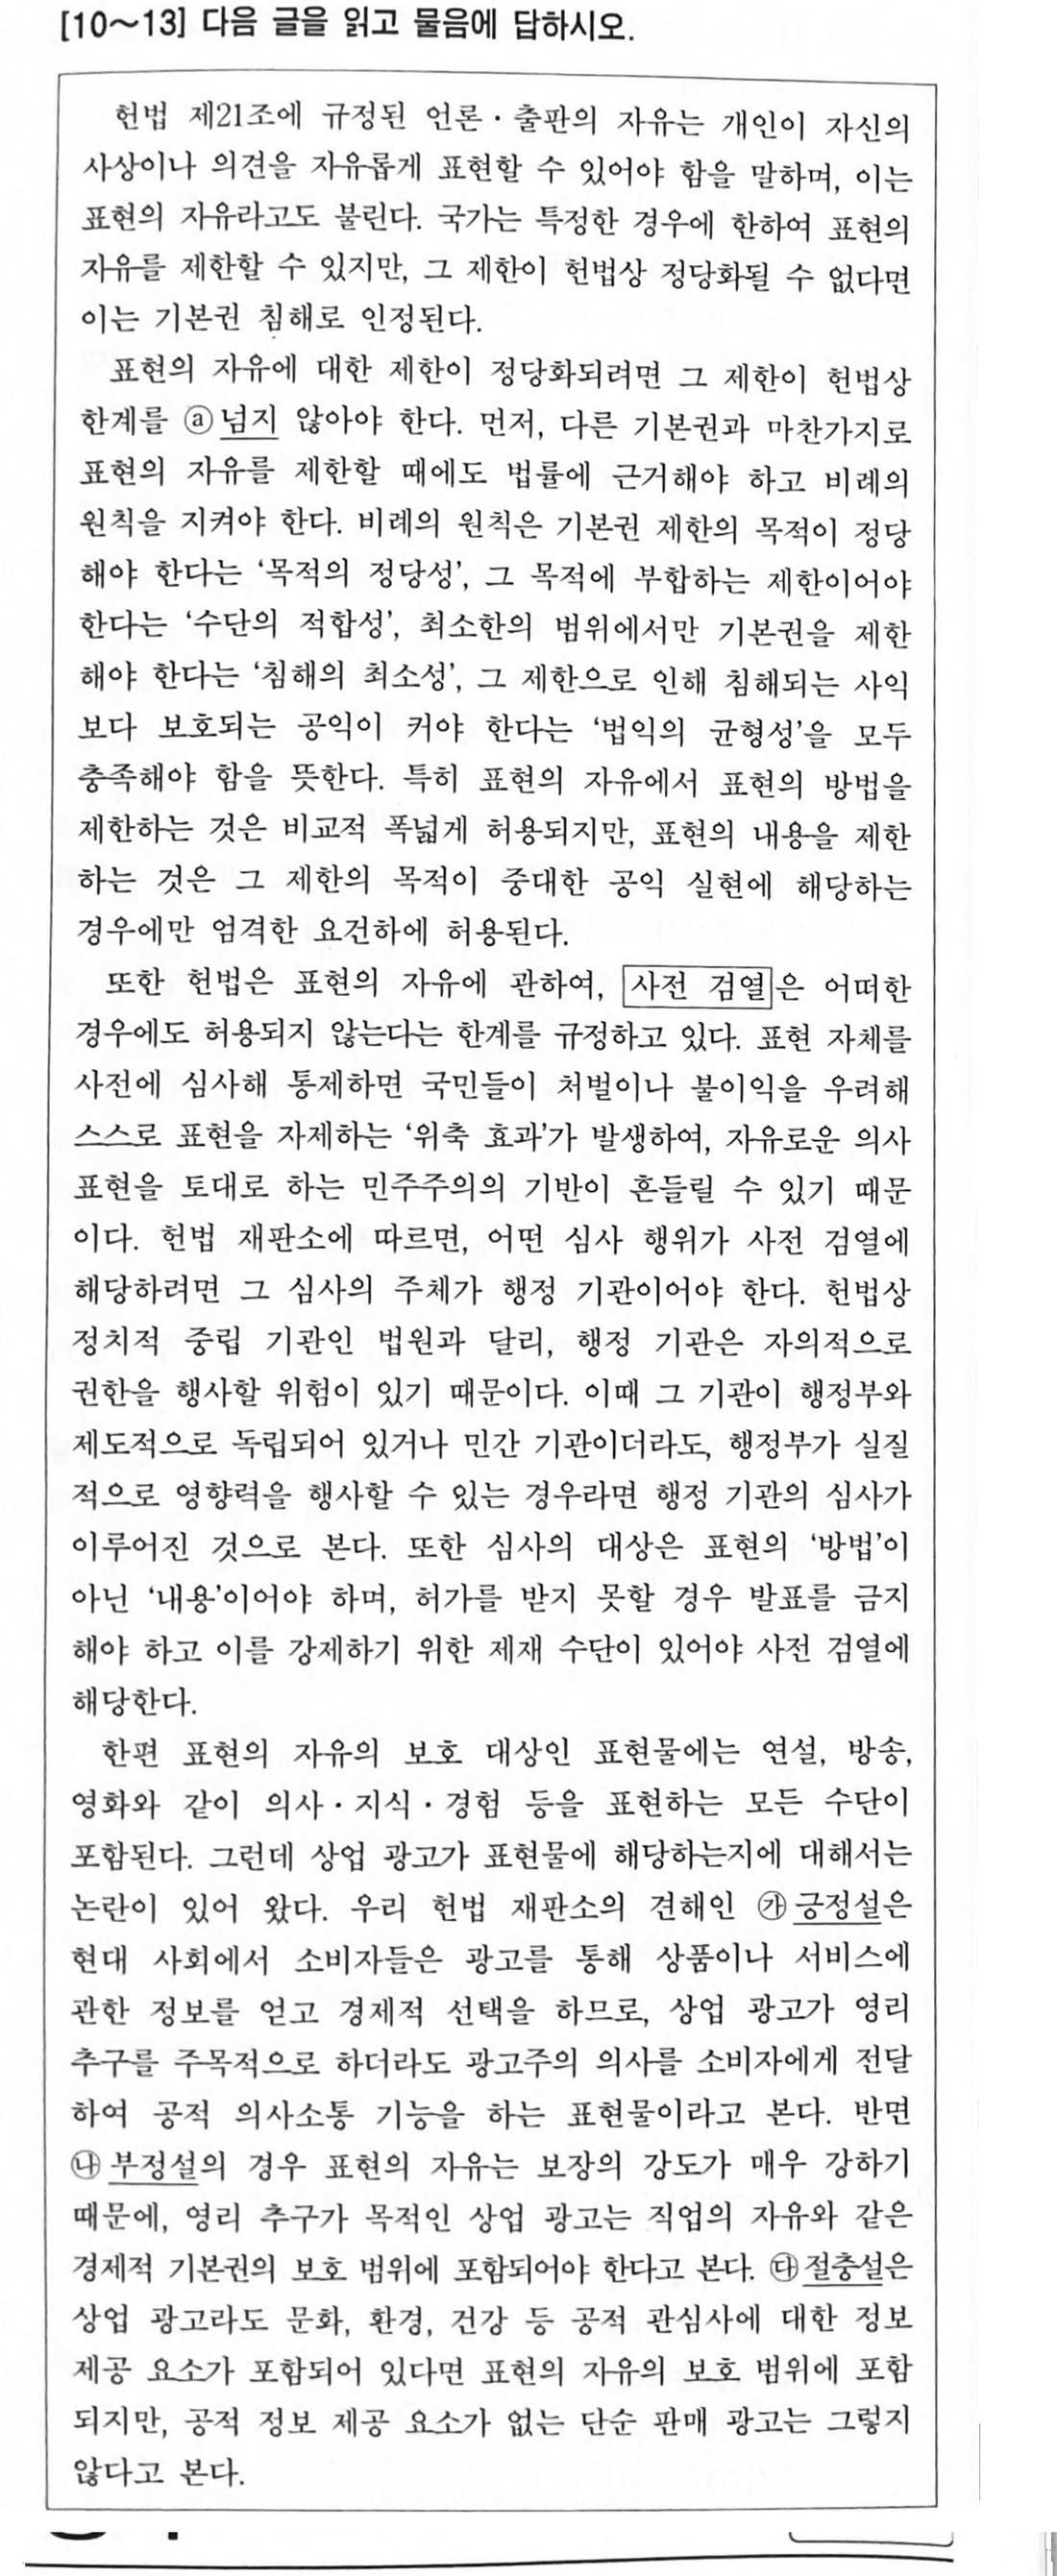 [10～13] 다음 글을 읽고 물음에 답하시오.
헌법 제21조에 규정된 언론·출판의 자유는 개인이 자신의
사상이나 의견을 자유롭게 표현할 수 있어야 함을 말하며, 이는
표현의 자유라고도 불린다. 국가는 특정한 경우에 한하여 표현의
자유를 제한할 수 있지만, 그 제한이 헌법상 정당화될 수 없다면
이는 기본권 침해로 인정된다.
표현의 자유에 대한 제한이 정당화되려면 그 제한이 헌법상
한계를 ⓐ넘지 않아야 한다. 먼저, 다른 기본권과 마찬가지로
표현의 자유를 제한할 때에도 법률에 근거해야 하고 비례의
원칙을 지켜야 한다. 비례의 원칙은 기본권 제한의 목적이 정당
해야 한다는 ‘목적의 정당성’, 그 목적에 부합하는 제한이어야
한다는 ‘수단의 적합성’, 최소한의 범위에서만 기본권을 제한
해야 한다는 ‘침해의 최소성’, 그 제한으로 인해 침해되는 사익
보다 보호되는 공익이 커야 한다는 ‘법익의 균형성’을 모두
충족해야 함을 뜻한다. 특히 표현의 자유에서 표현의 방법을
제한하는 것은 비교적 폭넓게 허용되지만, 표현의 내용을 제한
하는 것은 그 제한의 목적이 중대한 공익 실현에 해당하는
경우에만 엄격한 요건하에 허용된다.
또한 헌법은 표현의 자유에 관하여, 사전 검열은 어떠한
경우에도 허용되지 않는다는 한계를 규정하고 있다. 표현 자체를
사전에 심사해 통제하면 국민들이 처벌이나 불이익을 우려해
스스로 표현을 자제하는 ‘위축 효과’가 발생하여, 자유로운 의사
표현을 토대로 하는 민주주의의 기반이 흔들릴 수 있기 때문
이다. 헌법 재판소에 따르면, 어떤 심사 행위가 사전 검열에
해당하려면 그 심사의 주체가 행정 기관이어야 한다. 헌법상
정치적 중립 기관인 법원과 달리, 행정 기관은 자의적으로
권한을 행사할 위험이 있기 때문이다. 이때 그 기관이 행정부와
제도적으로 독립되어 있거나 민간 기관이더라도, 행정부가 실질
적으로 영향력을 행사할 수 있는 경우라면 행정 기관의 심사가
이루어진 것으로 본다. 또한 심사의 대상은 표현의 ‘방법’이
아닌 ‘내용’이어야 하며, 허가를 받지 못할 경우 발표를 금지
해야 하고 이를 강제하기 위한 제재 수단이 있어야 사전 검열에
해당한다.
한편 표현의 자유의 보호 대상인 표현물에는 연설, 방송,
영화와 같이 의사·지식·경험 등을 표현하는 모든 수단이
포함된다. 그런데 상업 광고가 표현물에 해당하는지에 대해서는
논란이 있어 왔다. 우리 헌법 재판소의 견해인 ㉮긍정설은
현대 사회에서 소비자들은 광고를 통해 상품이나 서비스에
관한 정보를 얻고 경제적 선택을 하므로, 상업 광고가 영리
추구를 주목적으로 하더라도 광고주의 의사를 소비자에게 전달
하여 공적 의사소통 기능을 하는 표현물이라고 본다. 반면
㉯부정설의 경우 표현의 자유는 보장의 강도가 매우 강하기
때문에, 영리 추구가 목적인 상업 광고는 직업의 자유와 같은
경제적 기본권의 보호 범위에 포함되어야 한다고 본다. ㉰절충설은
상업 광고라도 문화, 환경, 건강 등 공적 관심사에 대한 정보
제공 요소가 포함되어 있다면 표현의 자유의 보호 범위에 포함
되지만, 공적 정보 제공 요소가 없는 단순 판매 광고는 그렇지
않다고 본다.